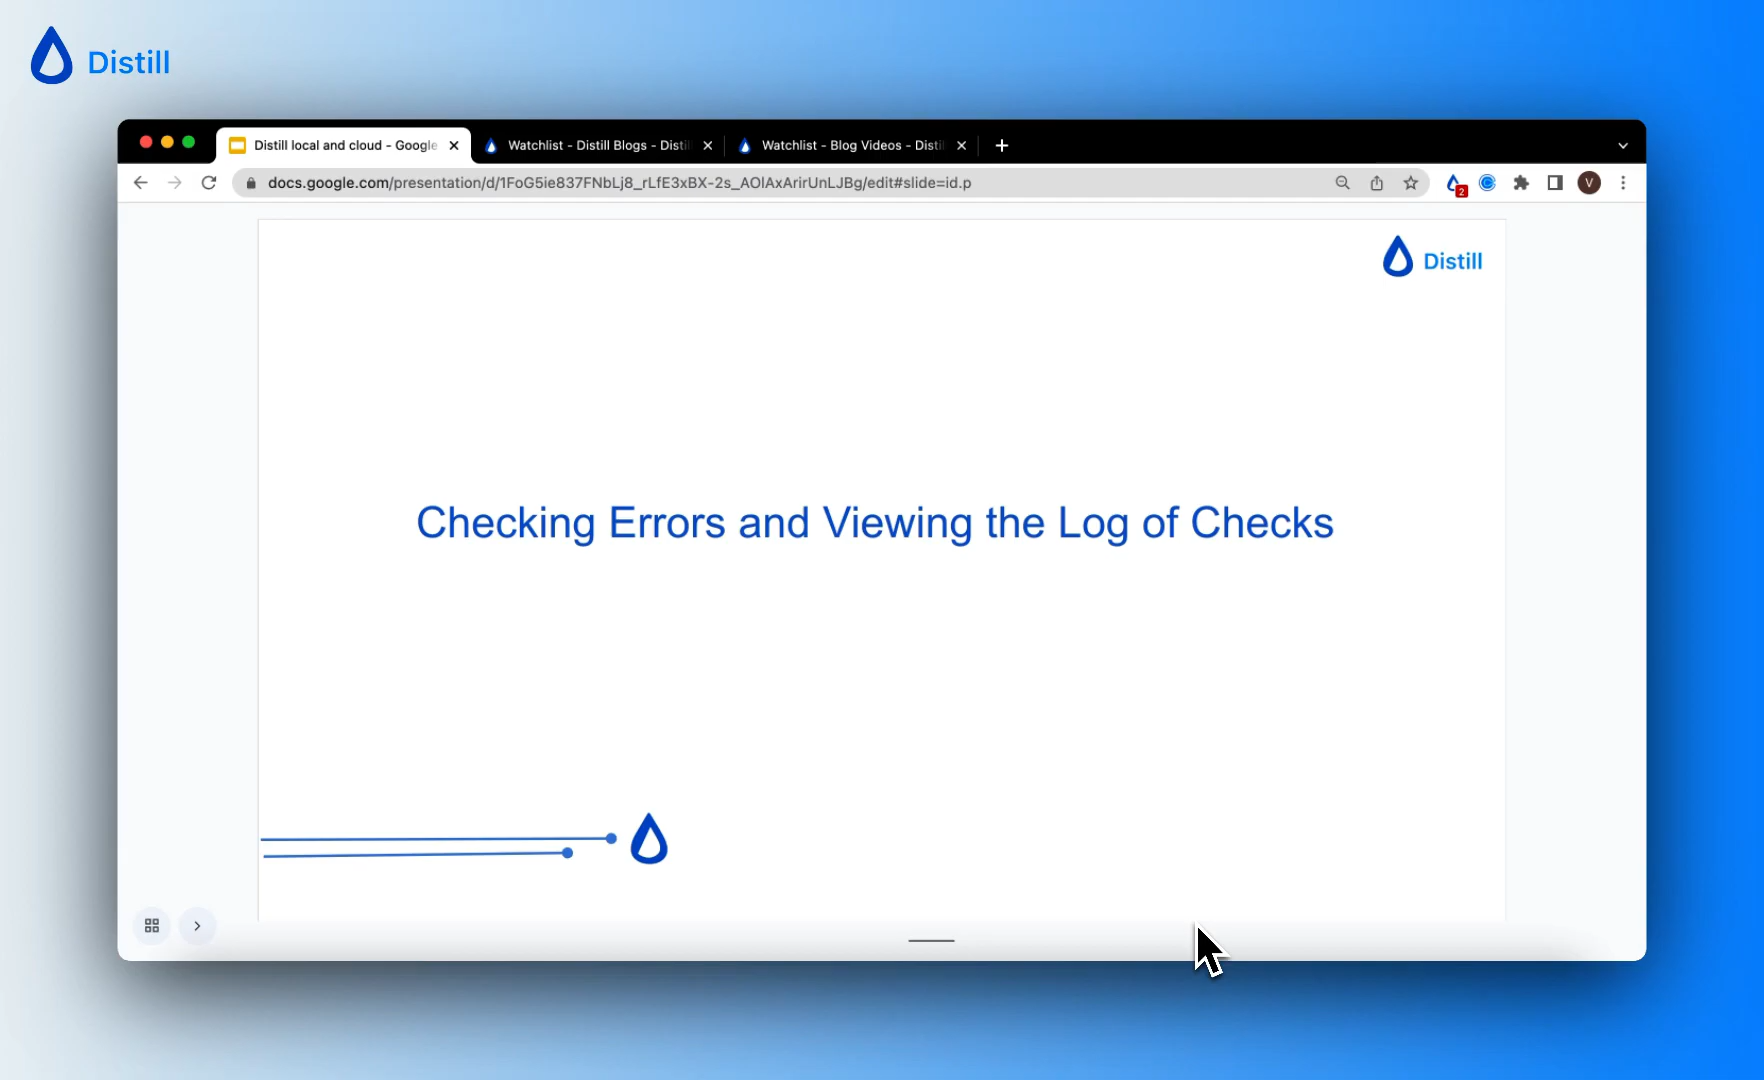 Distill
Distill local and cloud - Google
Watchlist - Distill Blogs - Distil
Watchlist - Blog Videos - Distil
docs.google.com/presentation/d/1FoG5ie837FNbLj8_rLfE3xBX-2s_AOlAxArirUnLJBg/edit#slide=id.p
2
V
Distill
Checking Errors and Viewing the Log of Checks